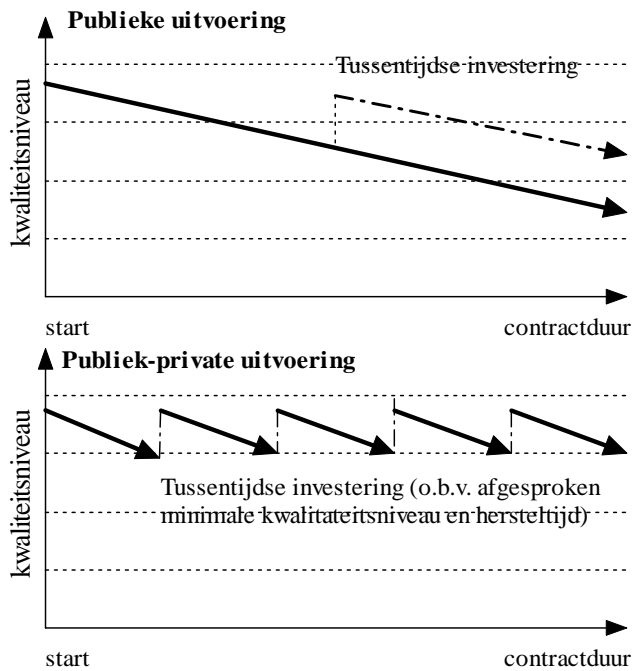 Publieke uitvoering
Tussentijdse investering
kwaliteitsniveau
start
contractduur
Publiek-private uitvoering
kwaliteitsniveau
Tussentijdse investering (o.b.v. afgesproken
minimale kwalitateitsniveau en hersteltijd)
start
contractduur